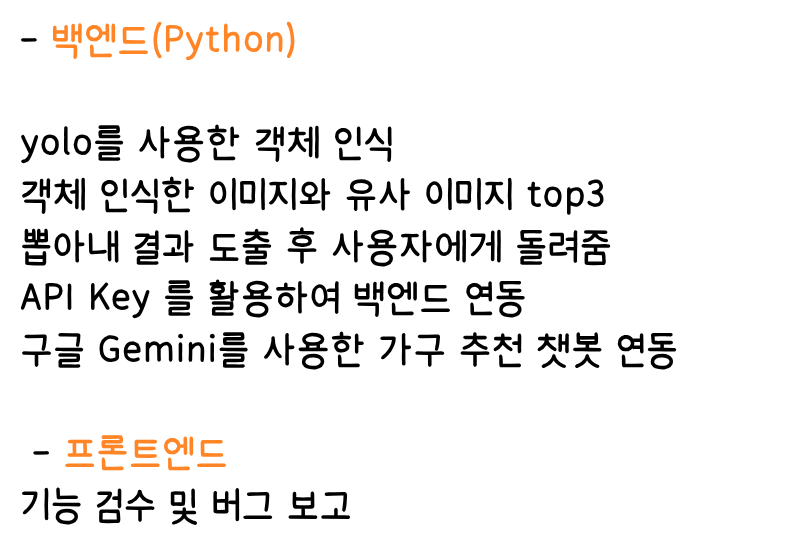 - 백엔드(Python)
yolo를 사용한 객체 인식
객체 인식한 이미지와 유사 이미지 top3
뽑아내 결과 도출 후 사용자에게 돌려줌
API Key 를 활용하여 백엔드 연동
구글 Gemini를 사용한 가구 추천 챗봇 연동
- 프론트엔드
기능 검수 및 버그 보고